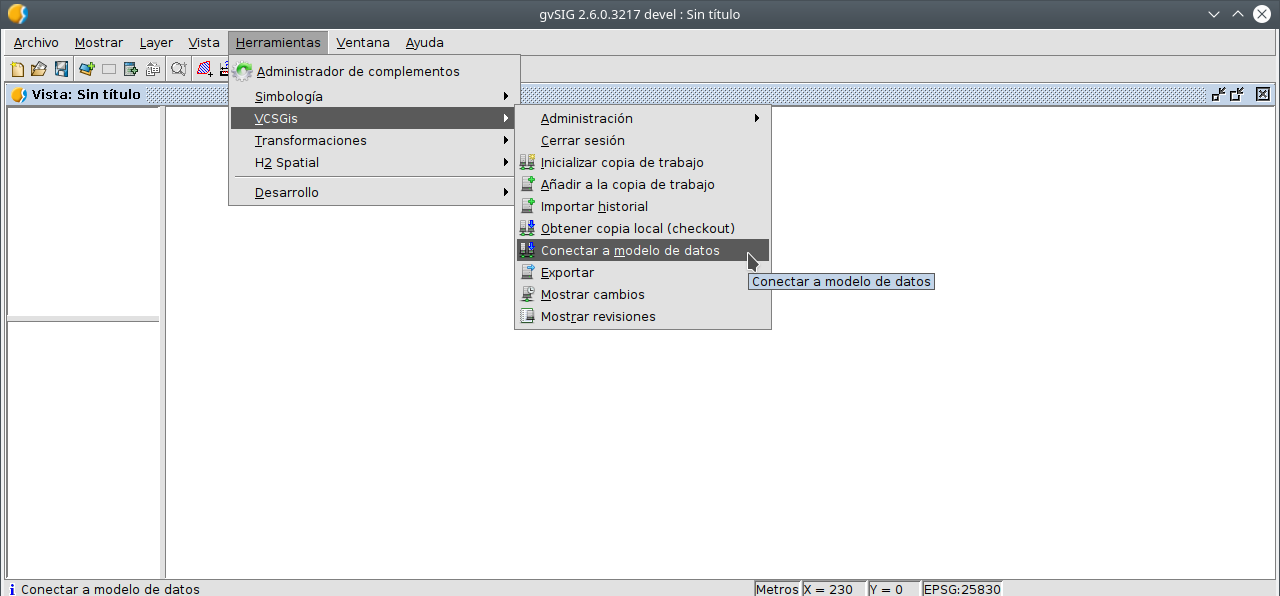 gvSIG 2.6.0.3217 devel : Sin título
Archivo Mostrar Layer Vista Herramientas Ventana Ayuda
Vista: Sin título
Administrador de complementos
Simbología
VCSGis
Transformaciones
H2 Spatial
Desarrollo
Administración
Cerrar sesión
Inicializar copia de trabajo
Añadir a la copia de trabajo
Importar historial
Obtener copia local (checkout)
Conectar a modelo de datos
Exportar
Mostrar cambios
Mostrar revisiones
Conectar a modelo de datos
Conectar a modelo de datos Metros X = 230 Y = 0 EPSG:25830